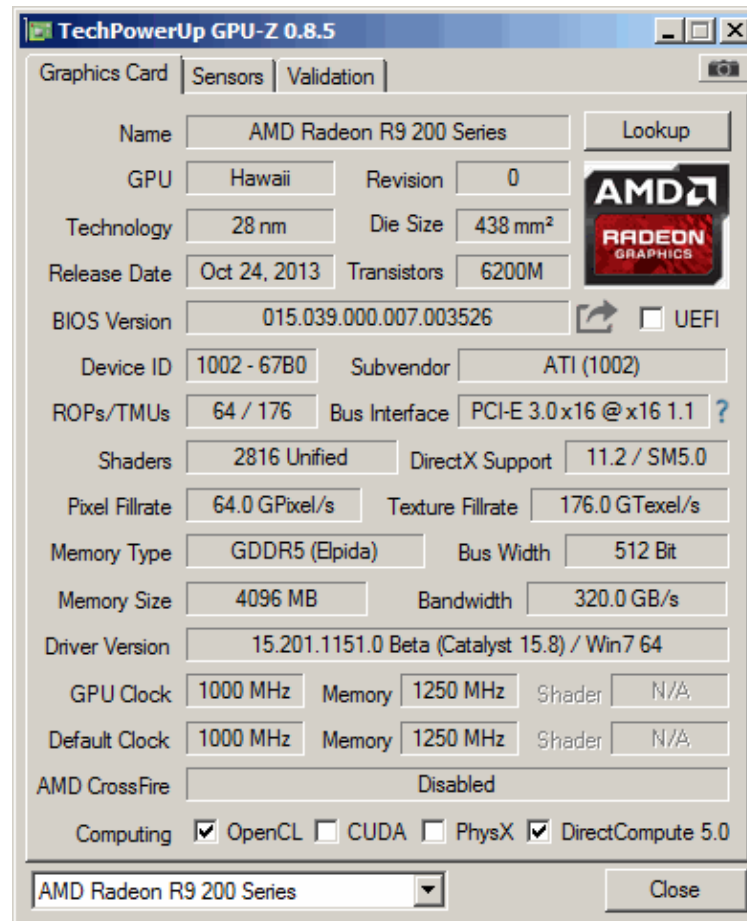 TechPowerUp GPU-Z 0.8.5
Graphics Card Sensors Validation
Name AMD Radeon R9 200 Series Lookup
GPU Hawaii Revision 0
AMD
RADEON
GRAPHICS
Technology 28 nm Die Size 438 mm²
Release Date Oct 24, 2013 Transistors 6200M
BIOS Version 015.039.000.007.003526 UEFI
Device ID 1002 - 67B0 Subvendor ATI (1002)
ROPs/TMUs 64 / 176 Bus Interface PCI-E 3.0 x16 @ x16 1.1 ?
Shaders 2816 Unified DirectX Support 11.2 / SM5.0
Pixel Fillrate 64.0 GPixel/s Texture Fillrate 176.0 GTexel/s
Memory Type GDDR5 (Elpida) Bus Width 512 Bit
Memory Size 4096 MB Bandwidth 320.0 GB/s
Driver Version 15.201.1151.0 Beta (Catalyst 15.8) / Win7 64
GPU Clock 1000 MHz Memory 1250 MHz Shader N/A
Default Clock 1000 MHz Memory 1250 MHz Shader N/A
AMD CrossFire Disabled
Computing OpenCL CUDA PhysX DirectCompute 5.0
AMD Radeon R9 200 Series Close